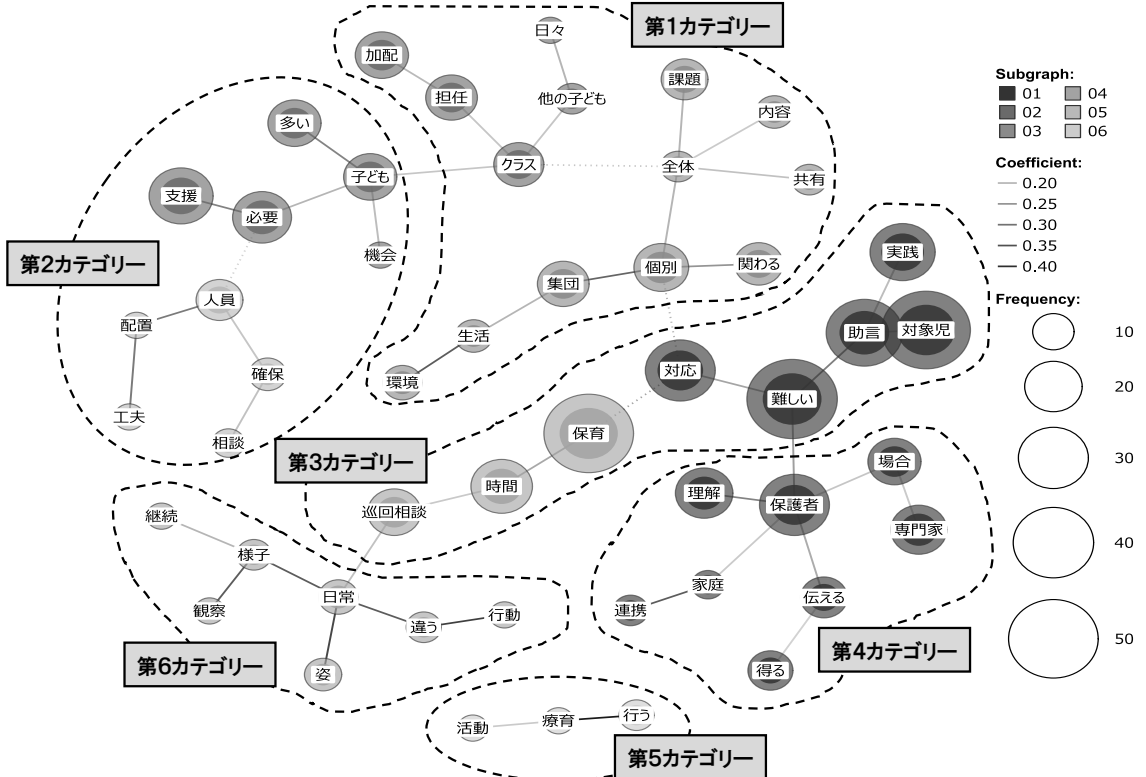 第1カテゴリー
日々
加配
担任
他の子ども
課題
内容
クラス
全体
共有
多い
子ども
支援
必要
機会
個別
関わる
集団
生活
環境
第2カテゴリー
人員
配置
確保
工夫
相談
実践
助言
対象児
対応
難しい
保育
第3カテゴリー
時間
巡回相談
場合
理解
保護者
専門家
家庭
連携
伝える
得る
第4カテゴリー
継続
様子
観察
日常
違う
行動
姿
第6カテゴリー
活動
療育
行う
第5カテゴリー
Subgraph:
01 04
02 05
03 06
Coefficient:
0.20
0.25
0.30
0.35
0.40
Frequency:
10
20
30
40
50